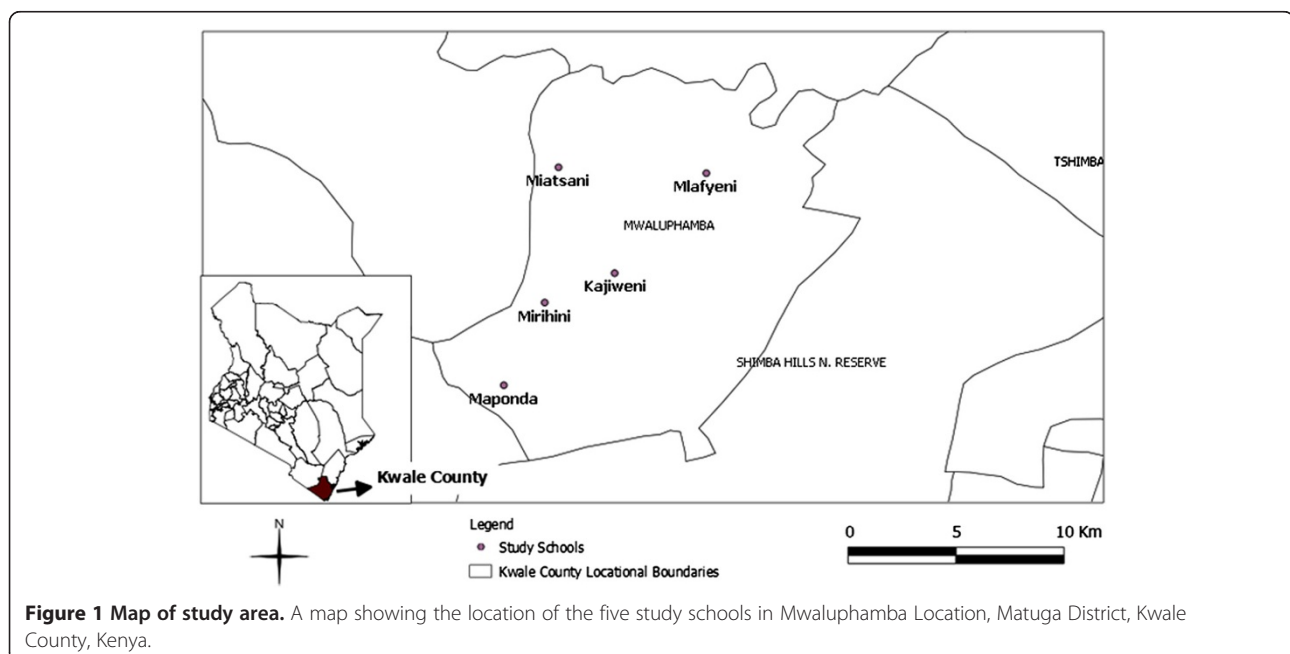 TSHIMBA
Miatsani
Mlafyeni
MWALUPHAMBA
Kajiweni
Mirihini
SHIMBA HILLS N. RESERVE
Maponda
Kwale County
N
Legend
Study Schools
Kwale County Locational Boundaries
0 5 10 Km
Figure 1 Map of study area. A map showing the location of the five study schools in Mwaluphamba Location, Matuga District, Kwale
County, Kenya.